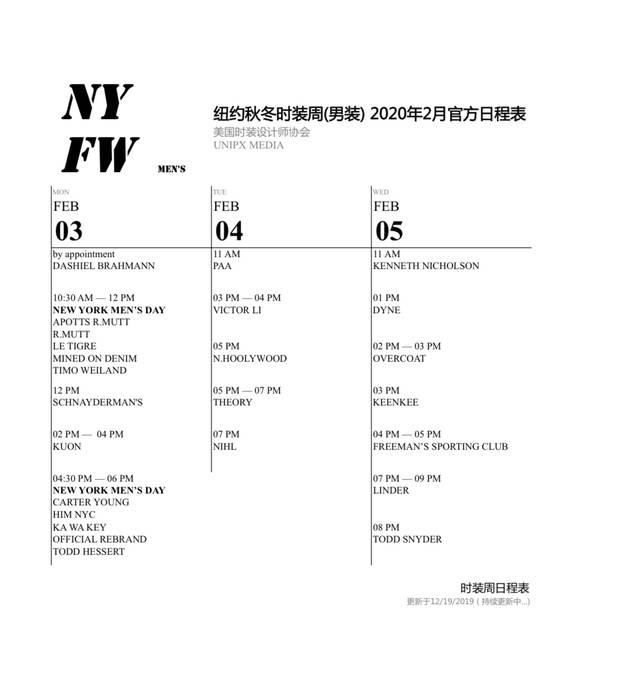 NY
FW
MEN'S
纽约秋冬时装周(男装) 2020年2月官方日程表
美国时装设计师协会
UNIPX MEDIA
MON
FEB
03
by appointment
DASHIEL BRAHMANN
10:30 AM — 12 PM
NEW YORK MEN'S DAY
APOTTS R.MUTT
R.MUTT
LE TIGRE
MINED ON DENIM
TIMO WEILAND
12 PM
SCHNAYDERMAN'S
02 PM — 04 PM
KUON
04:30 PM — 06 PM
NEW YORK MEN'S DAY
CARTER YOUNG
HIM NYC
KA WA KEY
OFFICIAL REBRAND
TODD HESSERT
TUE
FEB
04
11 AM
PAA
03 PM — 04 PM
VICTOR LI
05 PM
N.HOOLYWOOD
05 PM — 07 PM
THEORY
07 PM
NIHL
WED
FEB
05
11 AM
KENNETH NICHOLSON
01 PM
DYNE
02 PM — 03 PM
OVERCOAT
03 PM
KEENKEE
04 PM — 05 PM
FREEMAN'S SPORTING CLUB
07 PM — 09 PM
LINDER
08 PM
TODD SNYDER
时装周日程表
更新于12/19/2019 ( 持续更新中...)